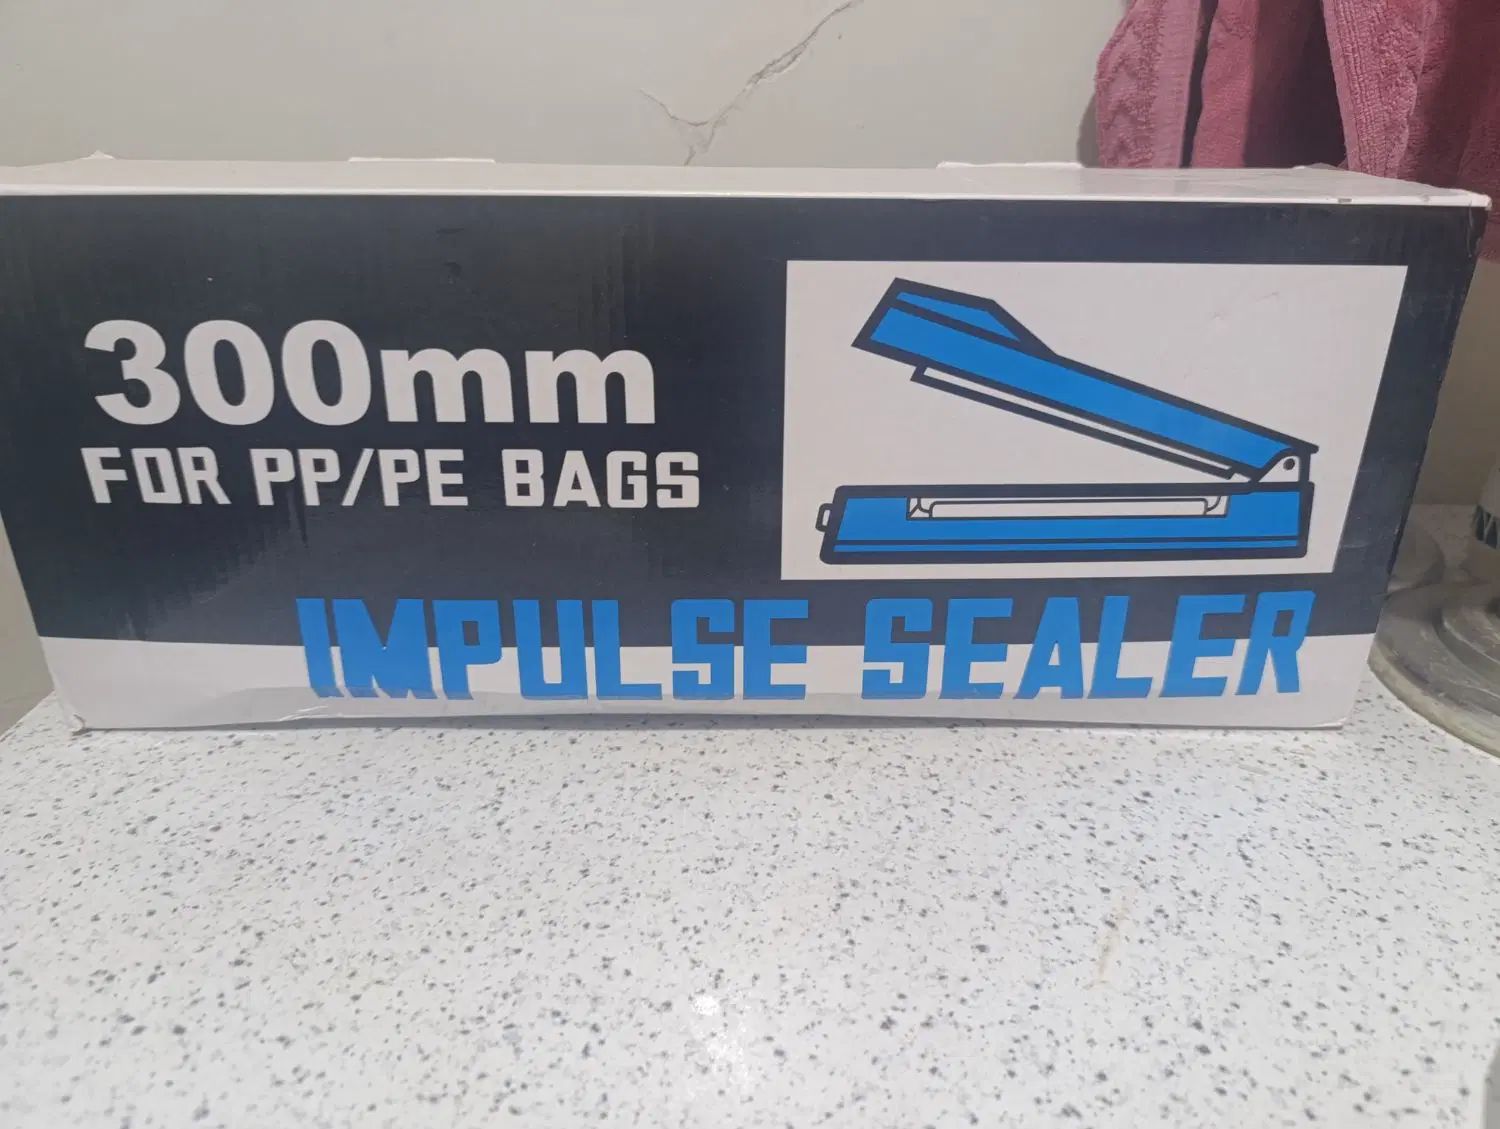 300mm
FOR PP/PE BAGS
IMPULSE SEALER